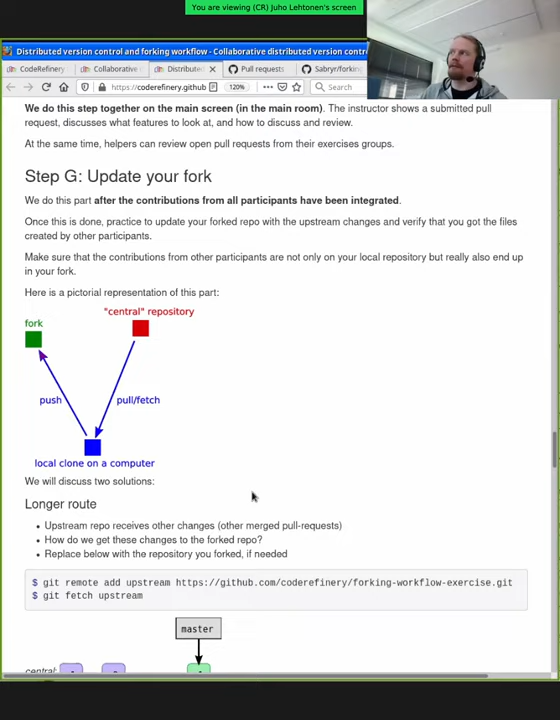 You are viewing (CR) Juho Lehtonen's screen
Distributed version control and forking workflow - Collaborative distributed version contr
CodeRefinery
Collaborative
Distributed
Pull requests
Sabryr/forkin
https://coderefinery.github
120%
Search
We do this step together on the main screen (in the main room). The instructor shows a submitted pull
request, discusses what features to look at, and how to discuss and review.
At the same time, helpers can review open pull requests from their exercises groups.
Step G: Update your fork
We do this part after the contributions from all participants have been integrated.
Once this is done, practice to update your forked repo with the upstream changes and verify that you got the files
created by other participants.
Make sure that the contributions from other participants are not only on your local repository but really also end up
in your fork.
Here is a pictorial representation of this part:
"central" repository
fork
push
pull/fetch
local clone on a computer
We will discuss two solutions:
Longer route
• Upstream repo receives other changes (other merged pull-requests)
• How do we get these changes to the forked repo?
• Replace below with the repository you forked, if needed
$ git remote add upstream https://github.com/coderefinery/forking-workflow-exercise.git
$ git fetch upstream
master
central: